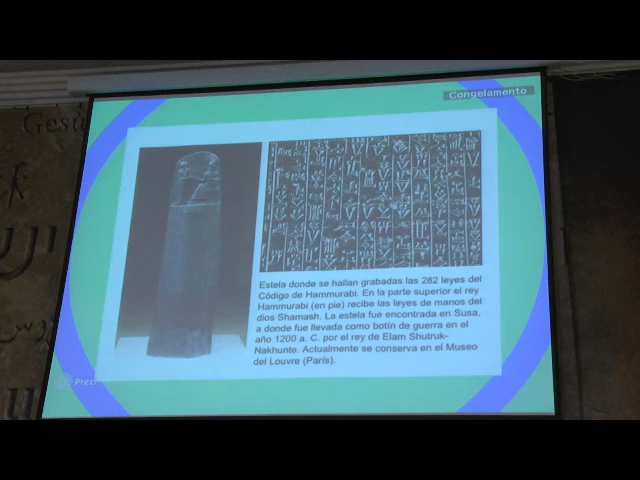 Congelamento
Gestu
Estela donde se hallan grabadas las 282 leyes del
Código de Hammurabi. En la parte superior el rey
Hammurabi (en pie) recibe las leyes de manos del
dios Shamash. La estela fue encontrada en Susa,
a donde fue llevada como botín de guerra en el
año 1200 a. C. por el rey de Elam Shutruk-
Nakhunte. Actualmente se conserva en el Museo
del Louvre (París).
Prezi